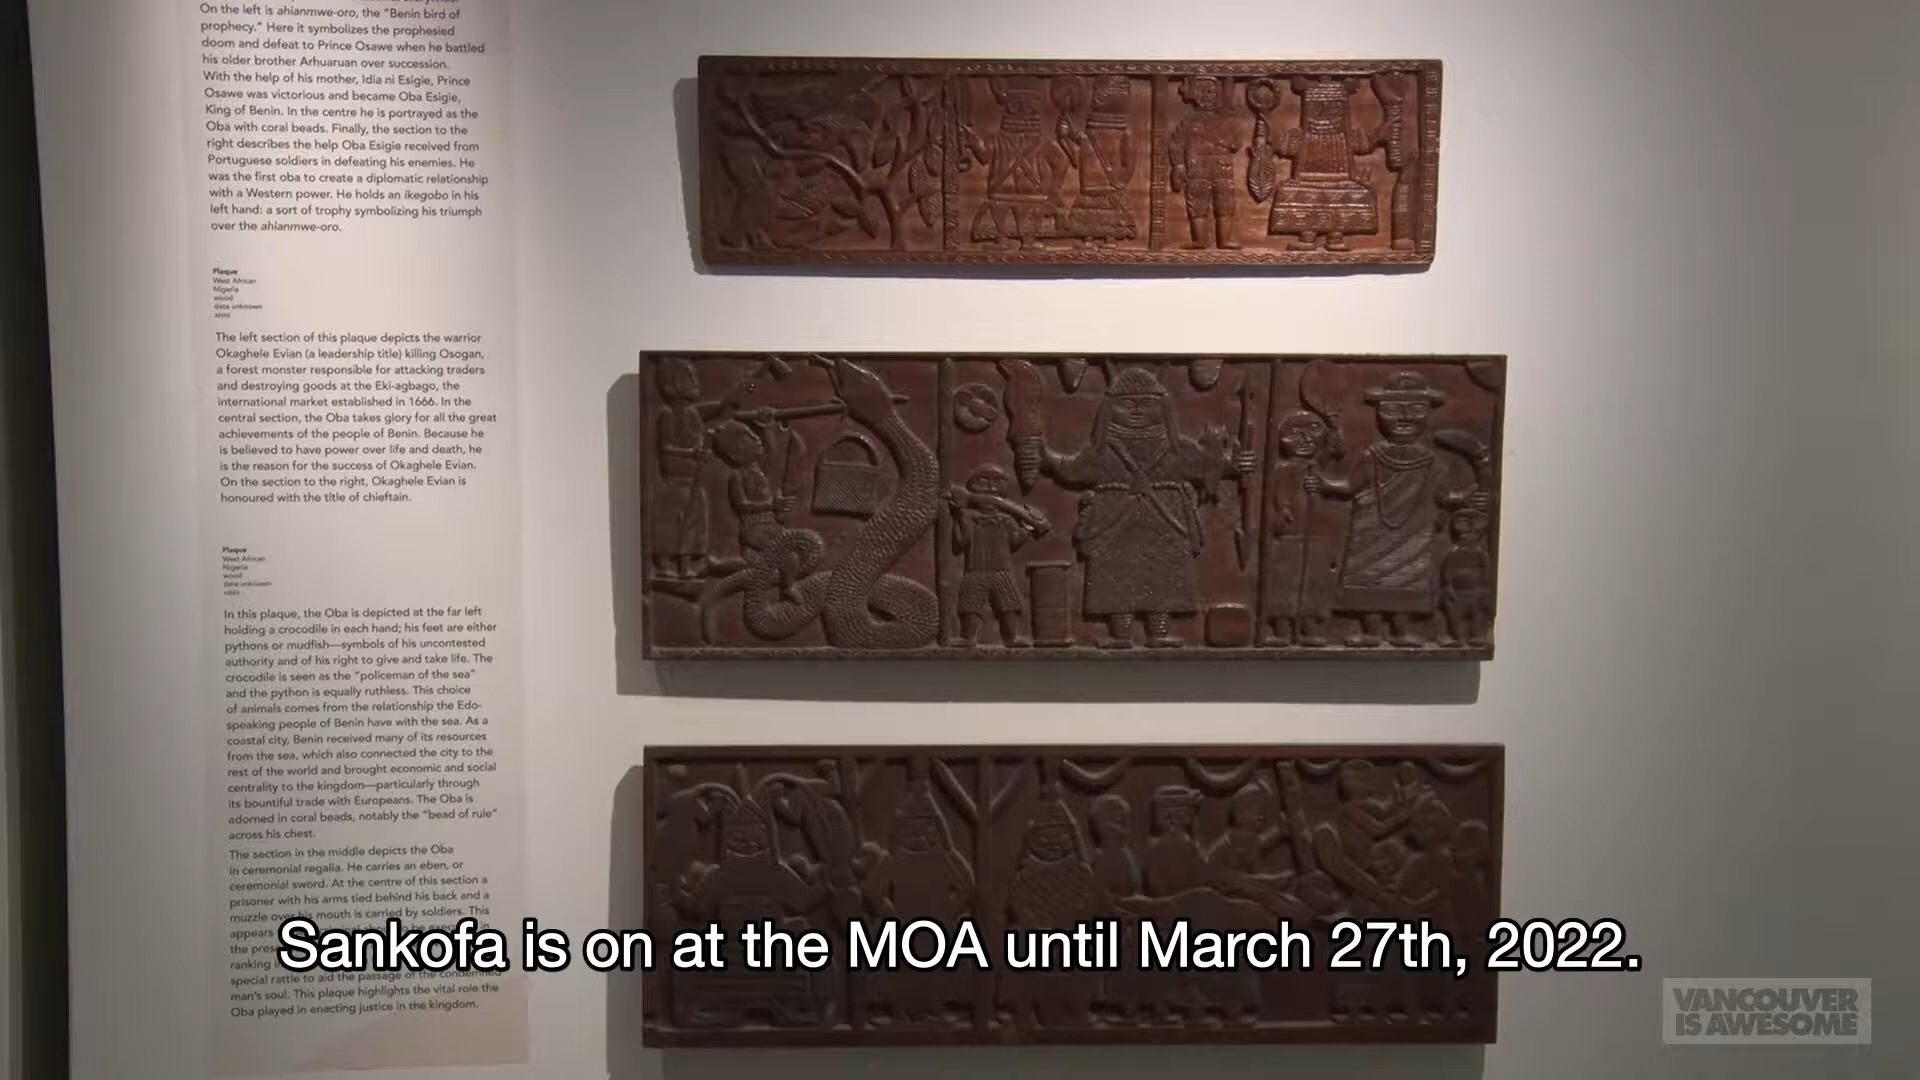 On the left is ahianmwe-oro, the “Benin bird of
prophecy.” Here it symbolizes the prophesied
doom and defeat to Prince Osawe when he battled
his older brother Arhuaruan over succession.
With the help of his mother, Idia ni Esigie, Prince
Osawe was victorious and became Oba Esigie,
King of Benin. In the centre he is portrayed as the
Oba with coral beads. Finally, the section to the
right describes the help Oba Esigie received from
Portuguese soldiers in defeating his enemies. He
was the first oba to create a diplomatic relationship
with a Western power. He holds an ikegobo in his
left hand: a sort of trophy symbolizing his triumph
over the ahianmwe-oro.
Plaque
West African
Nigeria
wood
date unknown
The left section of this plaque depicts the warrior
Okaghele Evian (a leadership title) killing Osogan,
a forest monster responsible for attacking traders
and destroying goods at the Eki-agbago, the
international market established in 1666. In the
central section, the Oba takes glory for all the great
achievements of the people of Benin. Because he
is believed to have power over life and death, he
is the reason for the success of Okaghele Evian.
On the section to the right, Okaghele Evian is
honoured with the title of chieftain.
Plaque
West African
Nigeria
wood
date unknown
In this plaque, the Oba is depicted at the far left
holding a crocodile in each hand; his feet are either
pythons or mudfish—symbols of his uncontested
authority and of his right to give and take life. The
crocodile is seen as the “policeman of the sea”
and the python is equally ruthless. This choice
of animals comes from the relationship the Edo-
speaking people of Benin have with the sea. As a
coastal city, Benin received many of its resources
from the sea, which also connected the city to the
rest of the world and brought economic and social
centrality to the kingdom—particularly through
its bountiful trade with Europeans. The Oba is
adorned in coral beads, notably the “bead of rule”
across his chest.
The section in the middle depicts the Oba
in ceremonial regalia. He carries an eben, or
ceremonial sword. At the centre of this section a
prisoner with his arms tied behind his back and a
muzzle over his mouth is carried by soldiers. This
appears
the
ranking
special rattle to aid the passage of the condemned
man’s soul. This plaque highlights the vital role the
Oba played in enacting justice in the kingdom.
Sankofa is on at the MOA until March 27th, 2022.
VANCOUVER
IS AWESOME